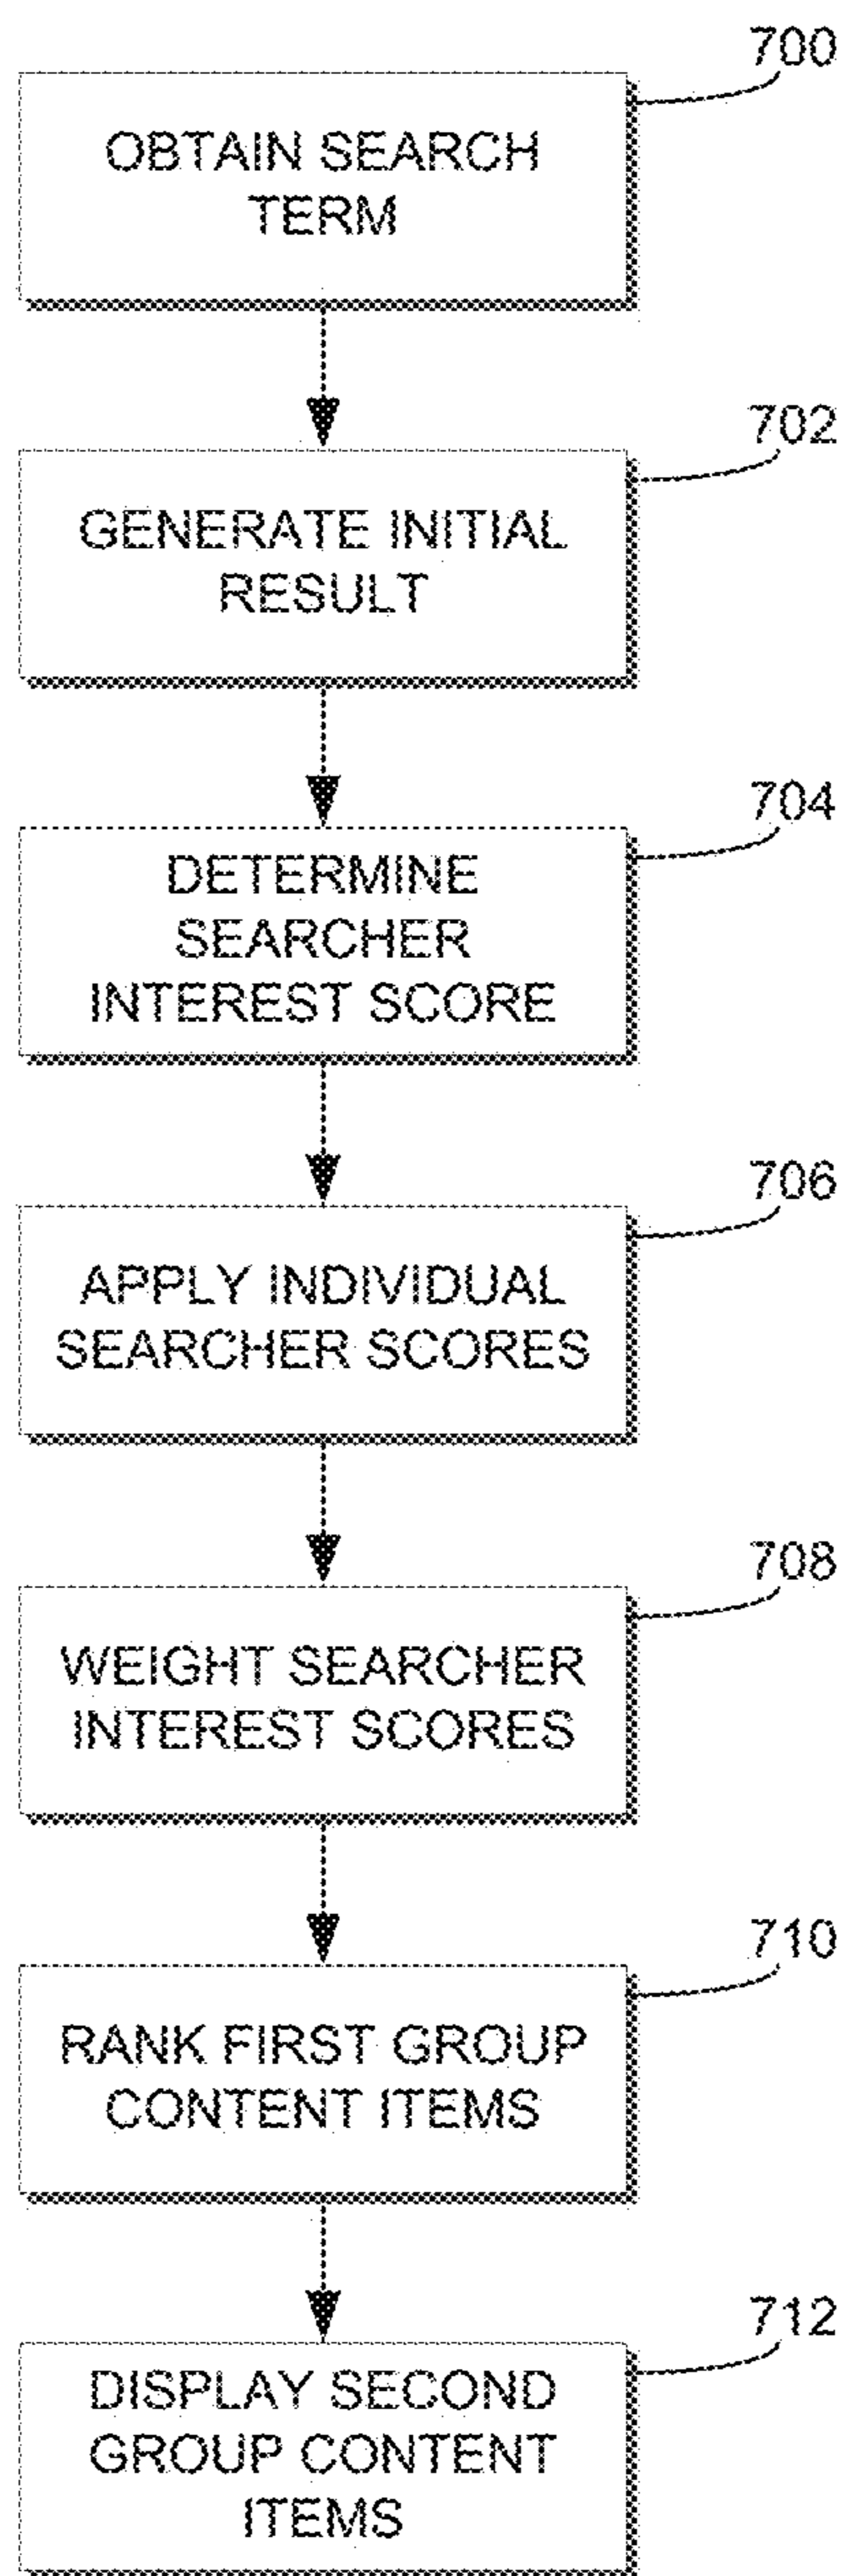 700
OBTAIN SEARCH
TERM
702
GENERATE INITIAL
RESULT
704
DETERMINE
SEARCHER
INTEREST SCORE
706
APPLY INDIVIDUAL
SEARCHER SCORES
708
WEIGHT SEARCHER
INTEREST SCORES
710
RANK FIRST GROUP
CONTENT ITEMS
712
DISPLAY SECOND
GROUP CONTENT
ITEMS